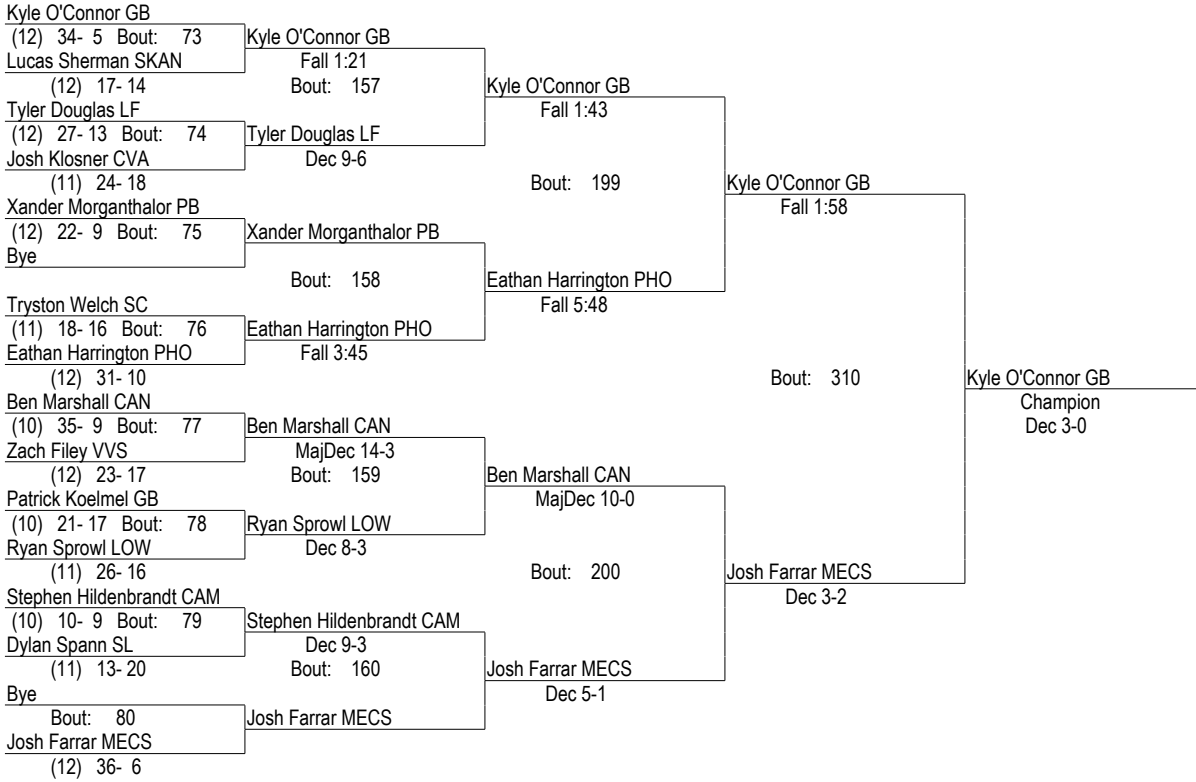 Kyle O'Connor GB
(12) 34- 5 Bout: 73 Kyle O'Connor GB
Lucas Sherman SKAN Fall 1:21
(12) 17- 14 Bout: 157 Kyle O'Connor GB
Tyler Douglas LF Fall 1:43
(12) 27- 13 Bout: 74 Tyler Douglas LF
Josh Klosner CVA Dec 9-6
(11) 24- 18 Bout: 199 Kyle O'Connor GB
Xander Morganthalor PB Fall 1:58
(12) 22- 9 Bout: 75 Xander Morganthalor PB
Bye
Bout: 158 Eathan Harrington PHO
Tryston Welch SC Fall 5:48
(11) 18- 16 Bout: 76 Eathan Harrington PHO
Eathan Harrington PHO Fall 3:45
(12) 31- 10 Bout: 310 Kyle O'Connor GB
Ben Marshall CAN Champion
(10) 35- 9 Bout: 77 Ben Marshall CAN Dec 3-0
Zach Filey VVS MajDec 14-3
(12) 23- 17 Bout: 159 Ben Marshall CAN
Patrick Koelmel GB MajDec 10-0
(10) 21- 17 Bout: 78 Ryan Sprowl LOW
Ryan Sprowl LOW Dec 8-3
(11) 26- 16 Bout: 200 Josh Farrar MECS
Stephen Hildenbrandt CAM Dec 3-2
(10) 10- 9 Bout: 79 Stephen Hildenbrandt CAM
Dylan Spann SL Dec 9-3
(11) 13- 20 Bout: 160 Josh Farrar MECS
Bye Dec 5-1
Bout: 80 Josh Farrar MECS
Josh Farrar MECS
(12) 36- 6